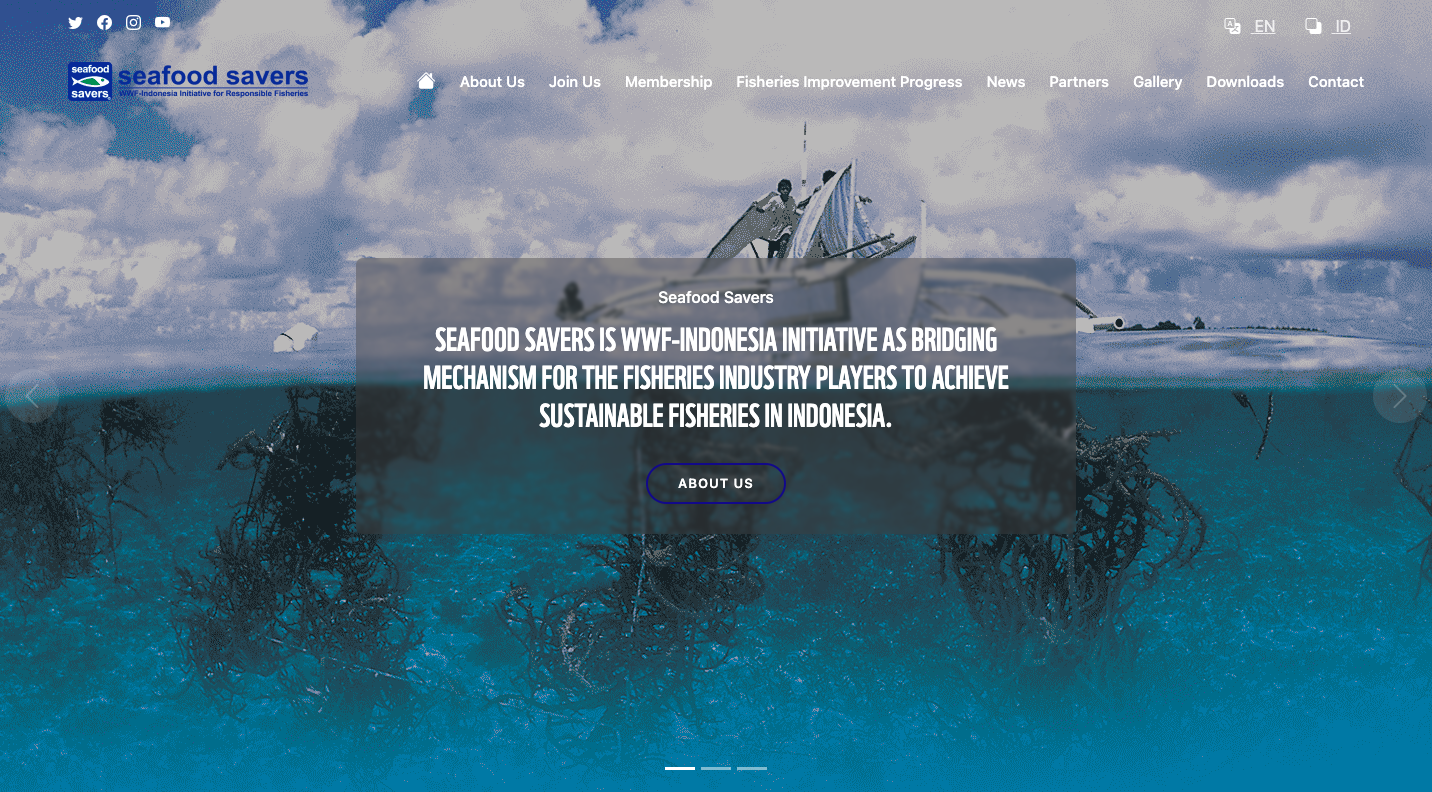 EN
ID
seafood
savers
seafood savers
WWF-Indonesia Initiative for Responsible Fisheries
About Us
Join Us
Membership
Fisheries Improvement Progress
News
Partners
Gallery
Downloads
Contact
Seafood Savers
SEAFOOD SAVERS IS WWF-INDONESIA INITIATIVE AS BRIDGING
MECHANISM FOR THE FISHERIES INDUSTRY PLAYERS TO ACHIEVE
SUSTAINABLE FISHERIES IN INDONESIA.
ABOUT US